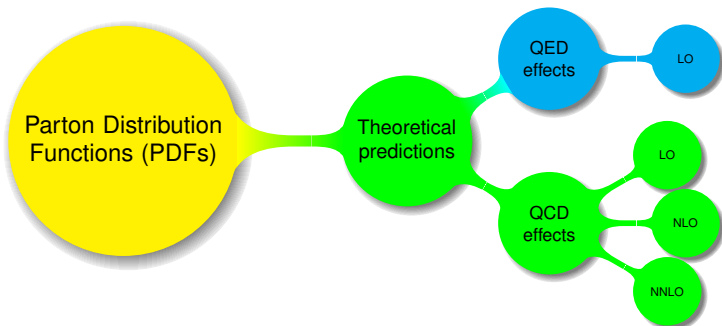 Parton Distribution
Functions (PDFs)
Theoretical
predictions
QED
effects
LO
QCD
effects
LO
NLO
NNLO